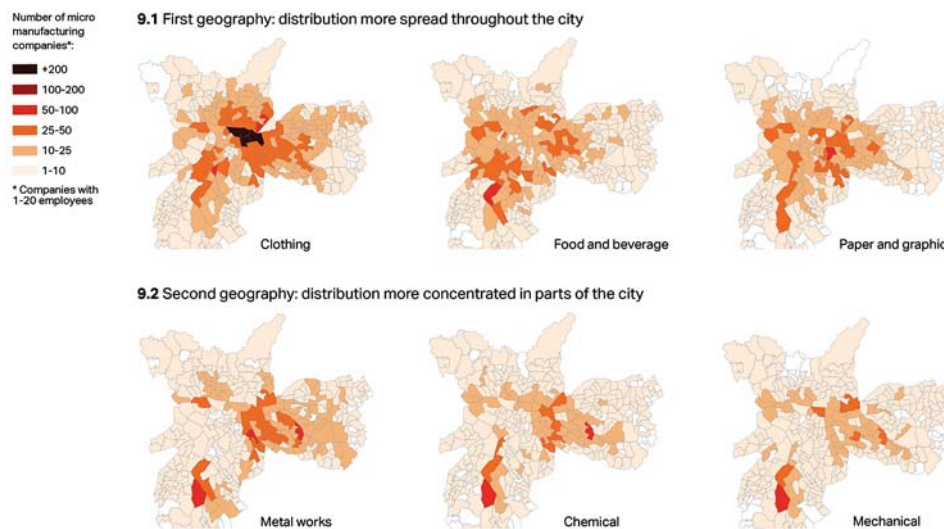 Number of micro
manufacturing
companies*:
+200
100-200
50-100
25-50
10-25
1-10
* Companies with
1-20 employees
9.1 First geography: distribution more spread throughout the city
Clothing
Food and beverage
Paper and graphic
9.2 Second geography: distribution more concentrated in parts of the city
Metal works
Chemical
Mechanical